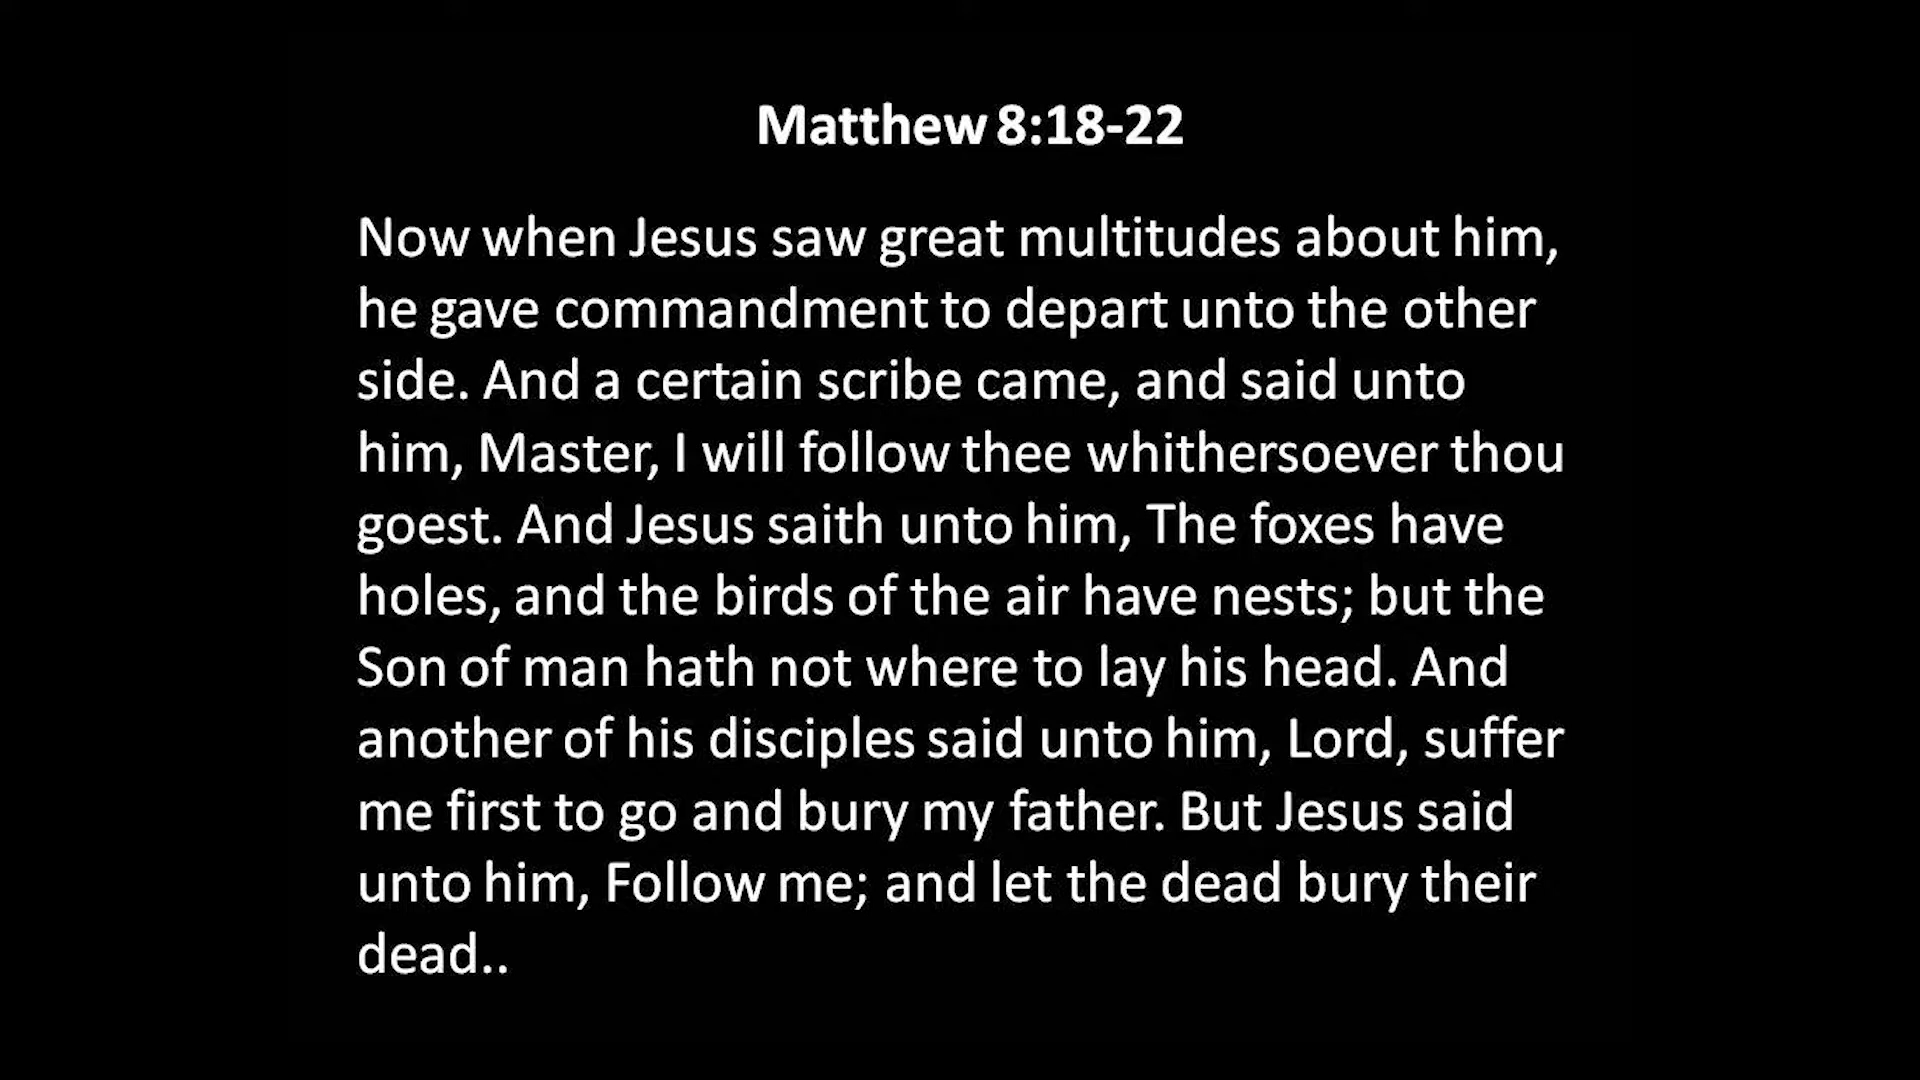 Matthew 8:18-22
Now when Jesus saw great multitudes about him,
he gave commandment to depart unto the other
side. And a certain scribe came, and said unto
him, Master, I will follow thee whithersoever thou
goest. And Jesus saith unto him, The foxes have
holes, and the birds of the air have nests; but the
Son of man hath not where to lay his head. And
another of his disciples said unto him, Lord, suffer
me first to go and bury my father. But Jesus said
unto him, Follow me; and let the dead bury their
dead..